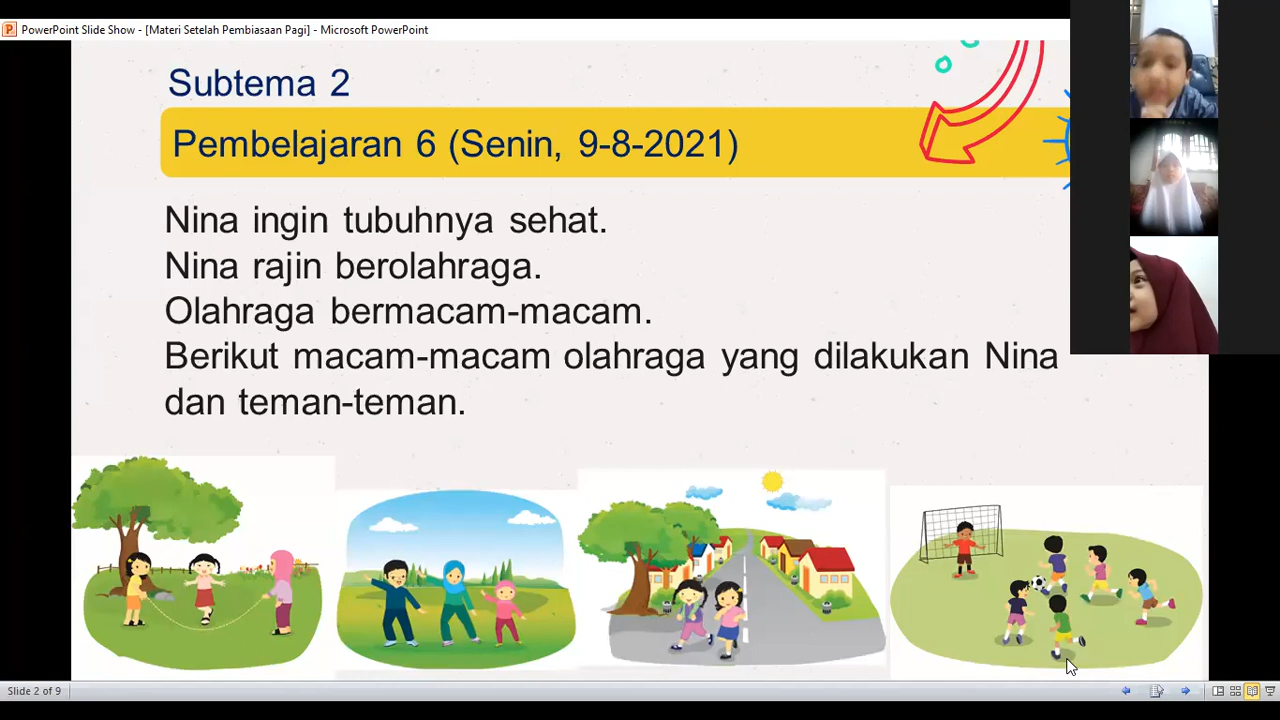 PowerPoint Slide Show - [Materi Setelah Pembiasaan Pagi] - Microsoft PowerPoint
Subtema 2
Pembelajaran 6 (Senin, 9-8-2021)
Nina ingin tubuhnya sehat.
Nina rajin berolahraga.
Olahraga bermacam-macam.
Berikut macam-macam olahraga yang dilakukan Nina
dan teman-teman.
Slide 2 of 9